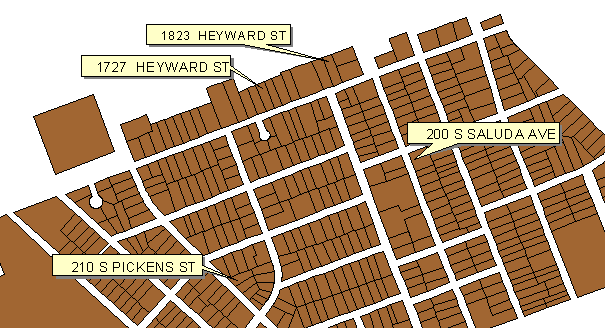 1823 HEYWARD ST
1727 HEYWARD ST
200 S SALUDA AVE
210 S PICKENS ST